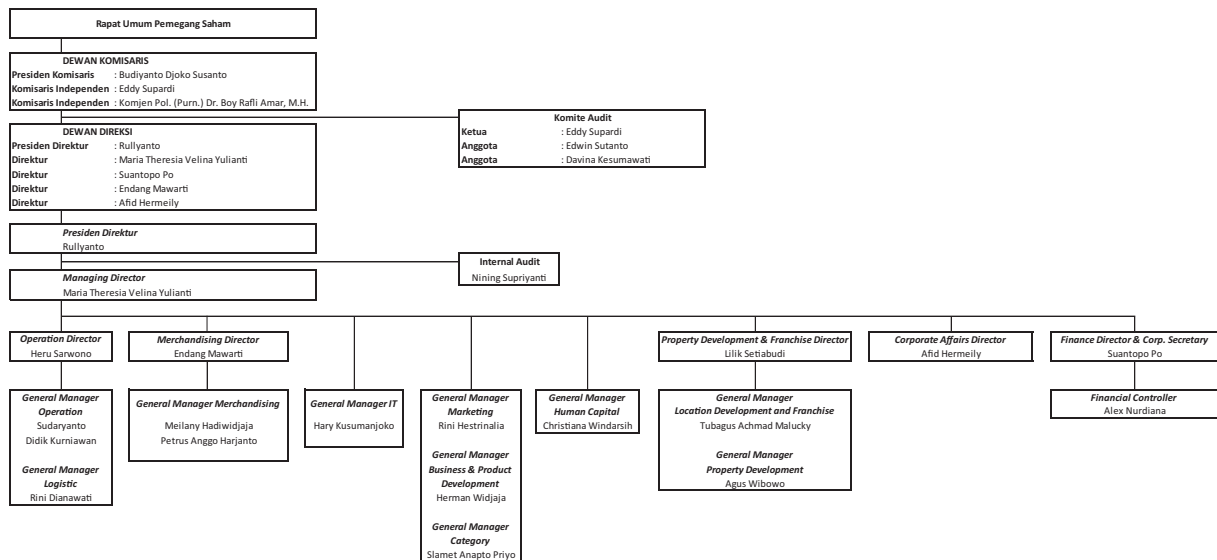 Rapat Umum Pemegang Saham
DEWAN KOMISARIS
Presiden Komisaris : Budiyanto Djoko Susanto
Komisaris Independen : Eddy Supardi
Komisaris Independen : Komjen Pol. (Purn.) Dr. Boy Rafli Amar, M.H.
Komite Audit
Ketua : Eddy Supardi
Anggota : Edwin Sutanto
Anggota : Davina Kesumawati
DEWAN DIREKSI
Presiden Direktur : Rullyanto
Direktur : Maria Theresia Velina Yulianti
Direktur : Suantopo Po
Direktur : Endang Mawarti
Direktur : Afid Hermeily
Presiden Direktur
Rullyanto
Internal Audit
Nining Supriyanti
Managing Director
Maria Theresia Velina Yulianti
Operation Director
Heru Sarwono
Merchandising Director
Endang Mawarti
Property Development & Franchise Director
Lilik Setiabudi
Corporate Affairs Director
Afid Hermeily
Finance Director & Corp. Secretary
Suantopo Po
General Manager
Operation
Sudaryanto
Didik Kurniawan
General Manager
Logistic
Rini Dianawati
General Manager Merchandising
Meilany Hadiwidjaja
Petrus Anggo Harjanto
General Manager IT
Hary Kusumanjoko
General Manager
Marketing
Rini Hestrinalia
General Manager
Business & Product
Development
Herman Widjaja
General Manager
Category
Slamet Anapto Priyo
General Manager
Human Capital
Christiana Windarsih
General Manager
Location Development and Franchise
Tubagus Achmad Malucky
General Manager
Property Development
Agus Wibowo
Financial Controller
Alex Nurdiana